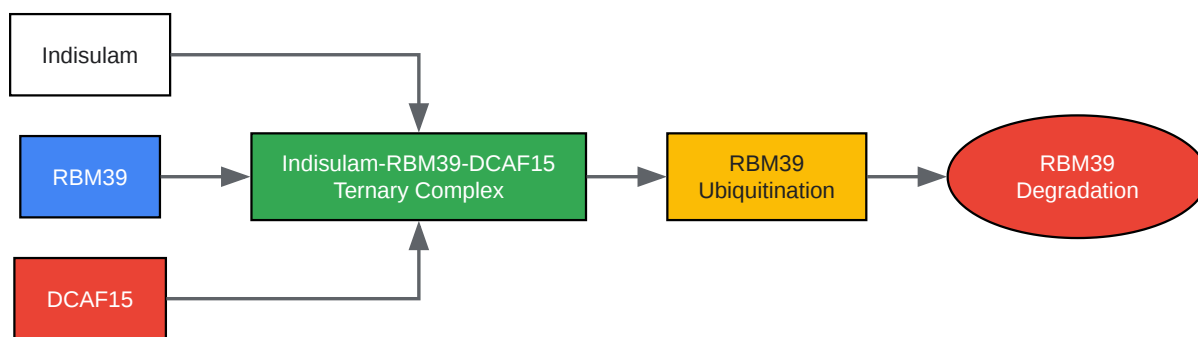 Indisulam
RBM39
Indisulam-RBM39-DCAF15
Ternary Complex
RBM39
Ubiquitination
RBM39
Degradation
DCAF15